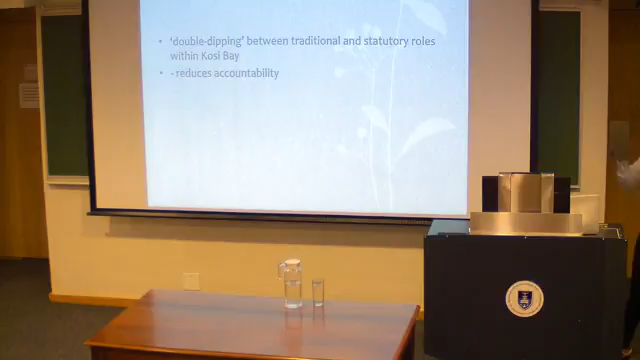 • 'double-dipping' between traditional and statutory roles
within Kosi Bay
• - reduces accountability